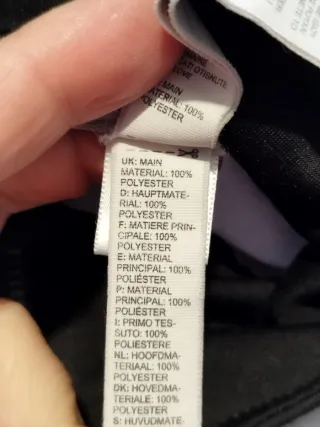 MAIN
MATERIAL: 100%
POLYESTER
UK: MAIN
MATERIAL: 100%
POLYESTER
D: HAUPTMATE-
RIAL: 100%
POLYESTER
F: MATIERE PRIN-
CIPALE: 100%
POLYESTER
E: MATERIAL
PRINCIPAL: 100%
POLIÉSTER
P: MATERIAL
PRINCIPAL: 100%
POLIÉSTER
I: PRIMO TES-
SUTO: 100%
POLIESTERE
NL: HOOFDMA-
TERIAAL: 100%
POLYESTER
DK: HOVEDMA-
TERIALE: 100%
POLYESTER
S: HUVUDMATE-